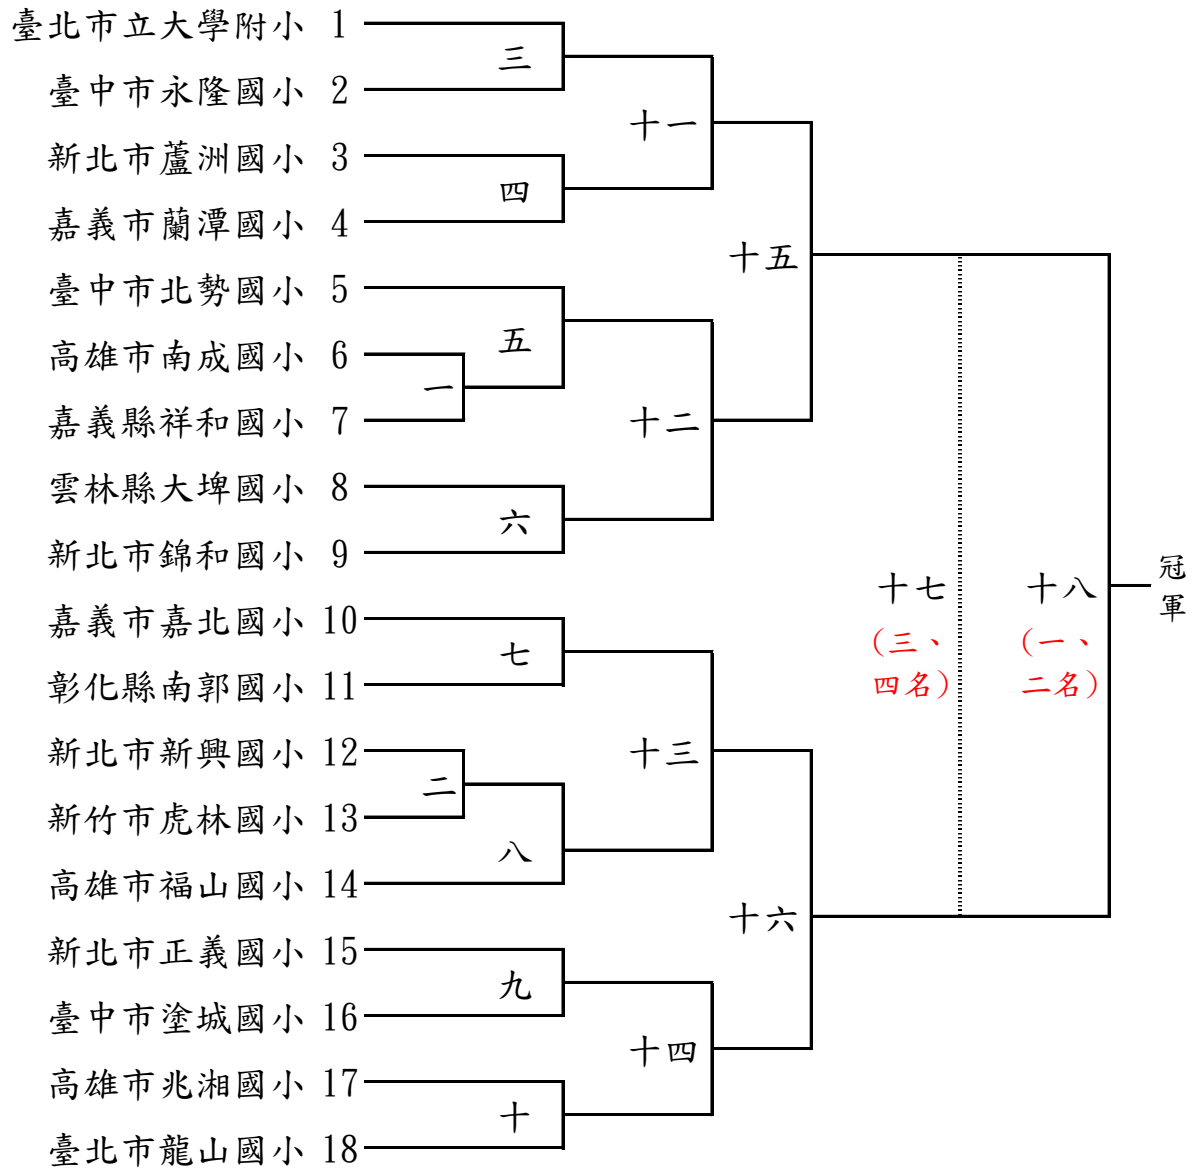 臺北市立大學附小 1
臺中市永隆國小 2
新北市蘆洲國小 3
嘉義市蘭潭國小 4
臺中市北勢國小 5
高雄市南成國小 6
嘉義縣祥和國小 7
雲林縣大埤國小 8
新北市錦和國小 9
嘉義市嘉北國小 10
彰化縣南郭國小 11
新北市新興國小 12
新竹市虎林國小 13
高雄市福山國小 14
新北市正義國小 15
臺中市塗城國小 16
高雄市兆湘國小 17
臺北市龍山國小 18
一
二
三
四
五
六
七
八
九
十
十一
十二
十三
十四
十五
十六
十七
(三、
四名)
十八
(一、
二名)
冠
軍